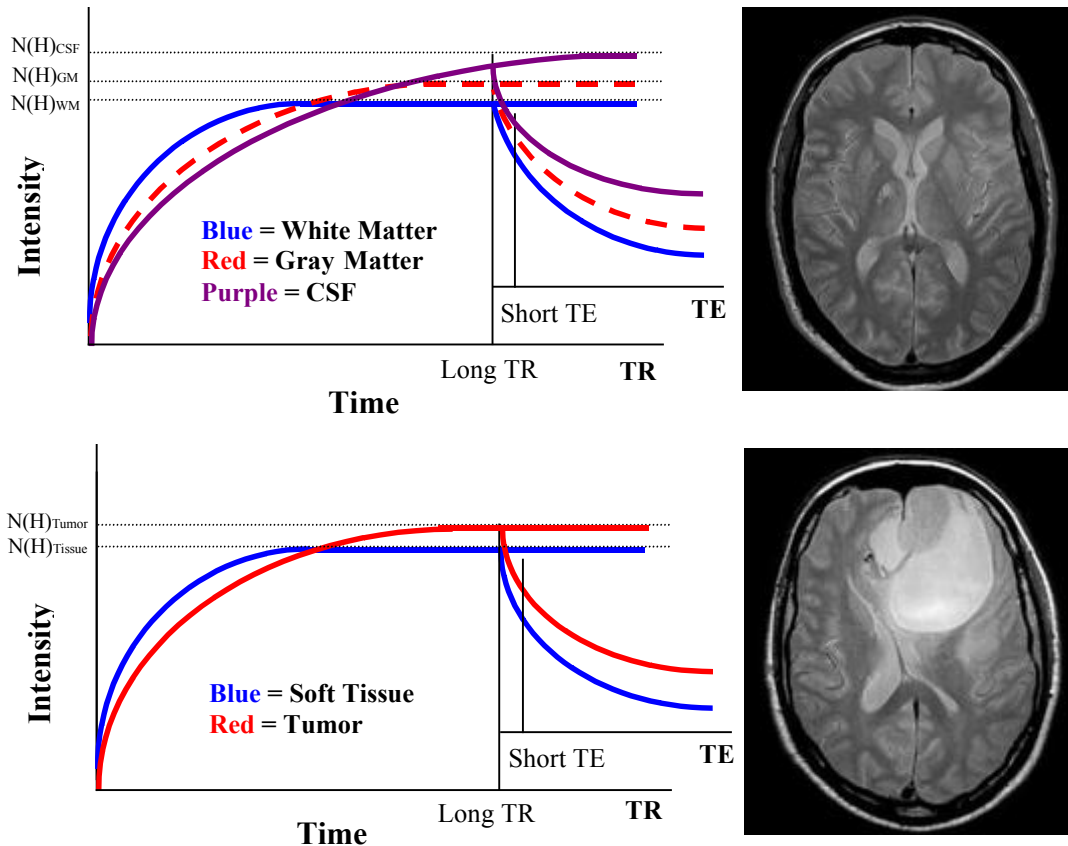 N(H)CSF
N(H)GM
N(H)WM
Intensity
Blue = White Matter
Red = Gray Matter
Purple = CSF
Short TE
TE
Long TR
TR
Time
N(H)Tumor
N(H)Tissue
Intensity
Blue = Soft Tissue
Red = Tumor
Short TE
TE
Long TR
TR
Time